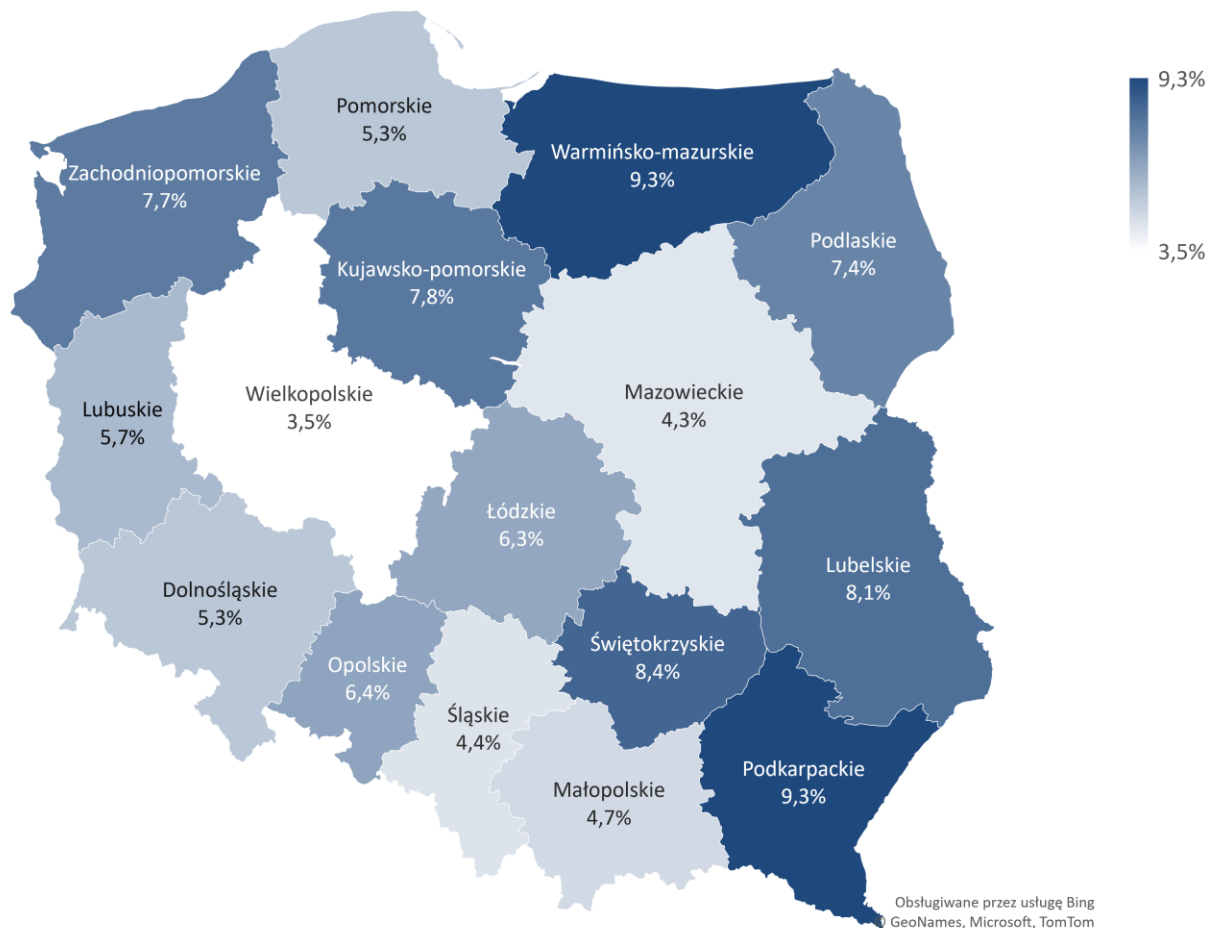 Pomorskie
5,3%
Warmińsko-mazurskie
9,3%
Zachodniopomorskie
7,7%
Podlaskie
7,4%
Kujawsko-pomorskie
7,8%
Wielkopolskie
3,5%
Mazowieckie
4,3%
Lubuskie
5,7%
Łódzkie
6,3%
Lubelskie
8,1%
Dolnośląskie
5,3%
Świętokrzyskie
8,4%
Opolskie
6,4%
Śląskie
4,4%
Małopolskie
4,7%
Podkarpackie
9,3%
9,3%
3,5%
Obsługiwane przez usługę Bing
© GeoNames, Microsoft, TomTom